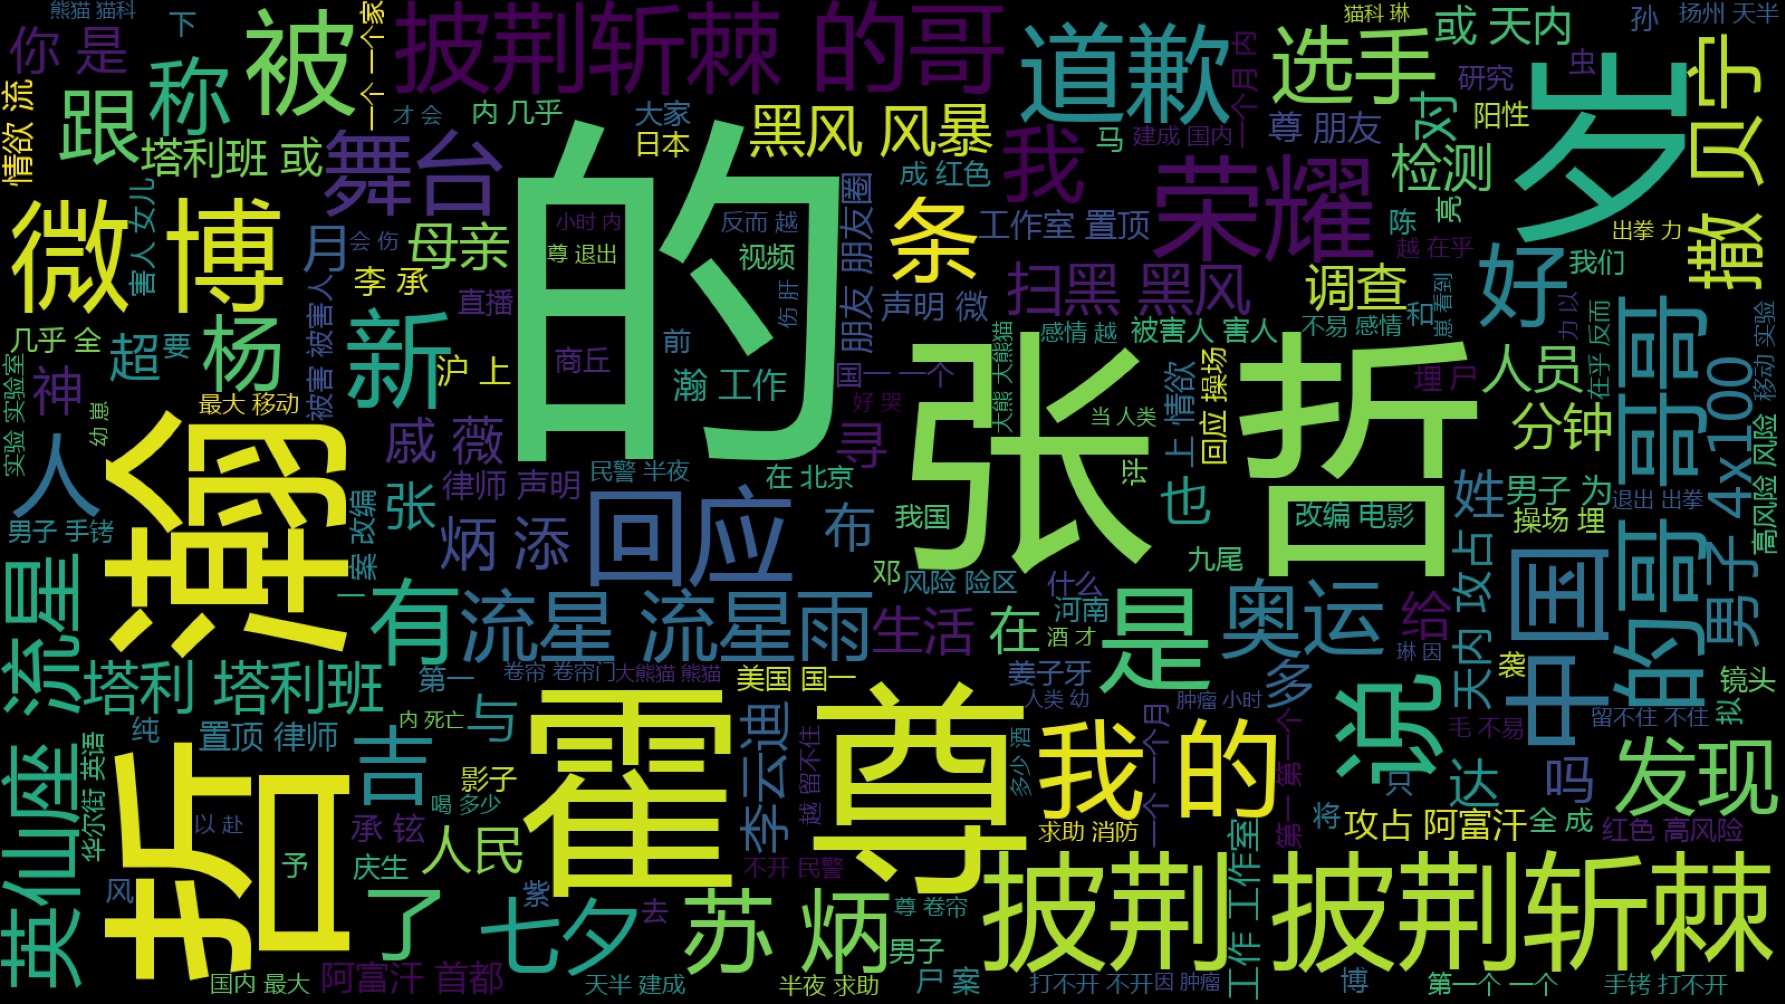 熊猫 猫科
下
你 是
情欲 流
一个 一个家
被
披荆斩棘 的哥
道歉
一个月 内
选手
猫科 琳
或 天内
孙
扬州 天半
称
跟
塔利班 或
才 会
内 几乎
大家
日本
黑风 风暴
我
马
建成 国内
尊 朋友
研究
虫
对
阳性
岁
撒 贝宁
舞台
的
成 红色
荣耀
检测
害人 女儿
微 博
月
会 伤
母亲
小时 内
尊 退出
反而 越
视频
朋友 朋友圈
条
工作室 置顶
陈
亮
越 在乎
出拳 力
李 承
直播
伤 肝
声明 微
扫黑 黑风
调查
好
我们
几乎 全
超
要
杨
新
前
商丘
感情 越
被害人 害人
不易 感情
和
崽 看到
力 以
在乎 反而
移动 实验
神
沪 上
瀚 工作
国一 一个
大熊 大熊猫
张 哲
上 情欲
回应 操场
埋 尸
人员
哥哥
4x100
实验 实验室
幼 崽
最大 移动
被害 被害人
好 哭
当 人类
分钟
高风险 风险
人
瀚
戚 薇
寻
民警 半夜
在 北京
评
男子 手铐
案 改编
张
律师 声明
炳 添
回应
布
我国
也
改编 电影
姓
男子 为
操场 埋
退出 出拳
九尾
邓
风险 险区
什么
流星
一
有
流星 流星雨
生活
在
河南
酒 才
是
奥运
给
天内 攻占
中国
的哥
男子
塔利 塔利班
第一
卷帘 卷帘门
大熊猫 熊猫
美国 国一
姜子牙
人类 幼
多
琳 因
袭
镜头
拟
纯
置顶 律师
内 死亡
与
霍 尊
李云迪
越 留不住
我 的
肿瘤 小时
一个 一个月
说
毛 不易
留不住 不住
英仙座
华尔街 英语
哲
吉
影子
喝 多少
多少 酒
第一 第一个
只
达
吗
发现
以 赴
承 铉
人民
求助 消防
将
攻占 阿富汗
全 成
红色 高风险
予
庆生
不开 民警
风
了
七夕
紫
去
苏 炳
尊 卷帘
男子
披荆 披荆斩棘
工作 工作室
国内 最大
阿富汗 首都
天半 建成
半夜 求助
尸 案
打不开 不开
因 肿瘤
博
第一个 一个
手铐 打不开